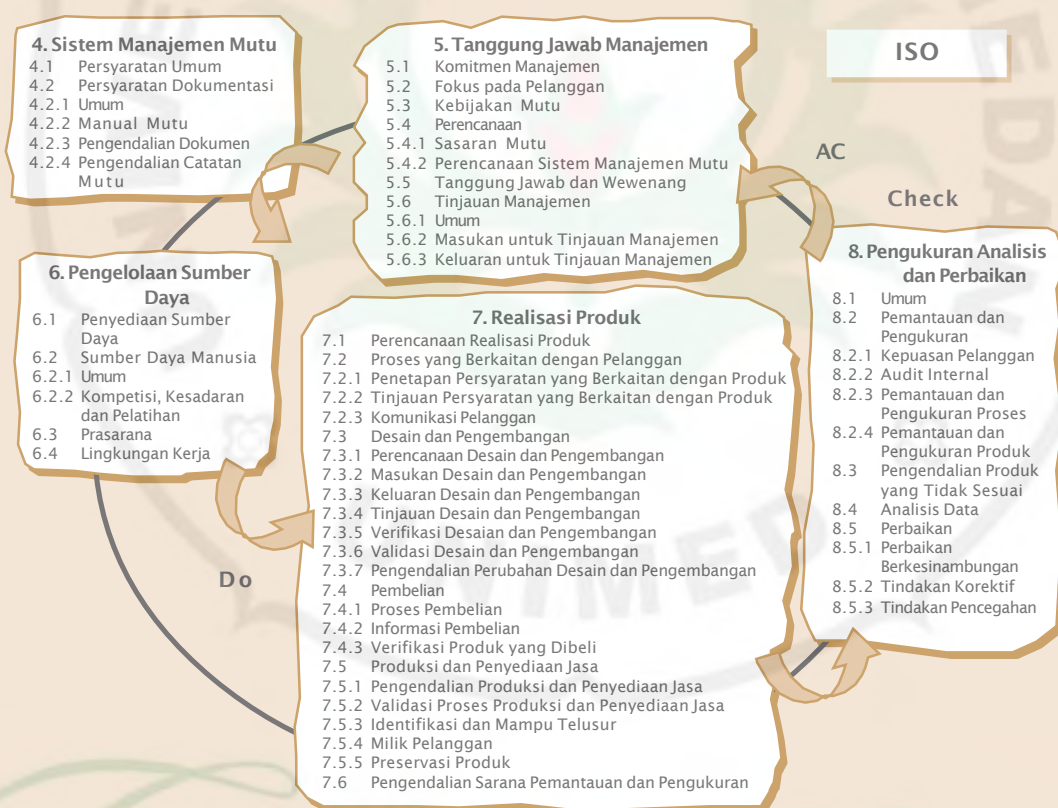 4. Sistem Manajemen Mutu
4.1 Persyaratan Umum
4.2 Persyaratan Dokumentasi
4.2.1 Umum
4.2.2 Manual Mutu
4.2.3 Pengendalian Dokumen
4.2.4 Pengendalian Catatan
Mutu
5. Tanggung Jawab Manajemen
5.1 Komitmen Manajemen
5.2 Fokus pada Pelanggan
5.3 Kebijakan Mutu
5.4 Perencanaan
5.4.1 Sasaran Mutu
5.4.2 Perencanaan Sistem Manajemen Mutu
5.5 Tanggung Jawab dan Wewenang
5.6 Tinjauan Manajemen
5.6.1 Umum
5.6.2 Masukan untuk Tinjauan Manajemen
5.6.3 Keluaran untuk Tinjauan Manajemen
ISO
AC
Check
6. Pengelolaan Sumber
Daya
6.1 Penyediaan Sumber
Daya
6.2 Sumber Daya Manusia
6.2.1 Umum
6.2.2 Kompetisi, Kesadaran
dan Pelatihan
6.3 Prasarana
6.4 Lingkungan Kerja
Do
7. Realisasi Produk
7.1 Perencanaan Realisasi Produk
7.2 Proses yang Berkaitan dengan Pelanggan
7.2.1 Penetapan Persyaratan yang Berkaitan dengan Produk
7.2.2 Tinjauan Persyaratan yang Berkaitan dengan Produk
7.2.3 Komunikasi Pelanggan
7.3 Desain dan Pengembangan
7.3.1 Perencanaan Desain dan Pengembangan
7.3.2 Masukan Desain dan Pengembangan
7.3.3 Keluaran Desain dan Pengembangan
7.3.4 Tinjauan Desain dan Pengembangan
7.3.5 Verifikasi Desaian dan Pengembangan
7.3.6 Validasi Desain dan Pengembangan
7.3.7 Pengendalian Perubahan Desain dan Pengembangan
7.4 Pembelian
7.4.1 Proses Pembelian
7.4.2 Informasi Pembelian
7.4.3 Verifikasi Produk yang Dibeli
7.5 Produksi dan Penyediaan Jasa
7.5.1 Pengendalian Produksi dan Penyediaan Jasa
7.5.2 Validasi Proses Produksi dan Penyediaan Jasa
7.5.3 Identifikasi dan Mampu Telusur
7.5.4 Milik Pelanggan
7.5.5 Preservasi Produk
7.6 Pengendalian Sarana Pemantauan dan Pengukuran
8. Pengukuran Analisis
dan Perbaikan
8.1 Umum
8.2 Pemantauan dan
Pengukuran
8.2.1 Kepuasan Pelanggan
8.2.2 Audit Internal
8.2.3 Pemantauan dan
Pengukuran Proses
8.2.4 Pemantauan dan
Pengukuran Produk
8.3 Pengendalian Produk
yang Tidak Sesuai
8.4 Analisis Data
8.5 Perbaikan
8.5.1 Perbaikan
Berkesinambungan
8.5.2 Tindakan Korektif
8.5.3 Tindakan Pencegahan